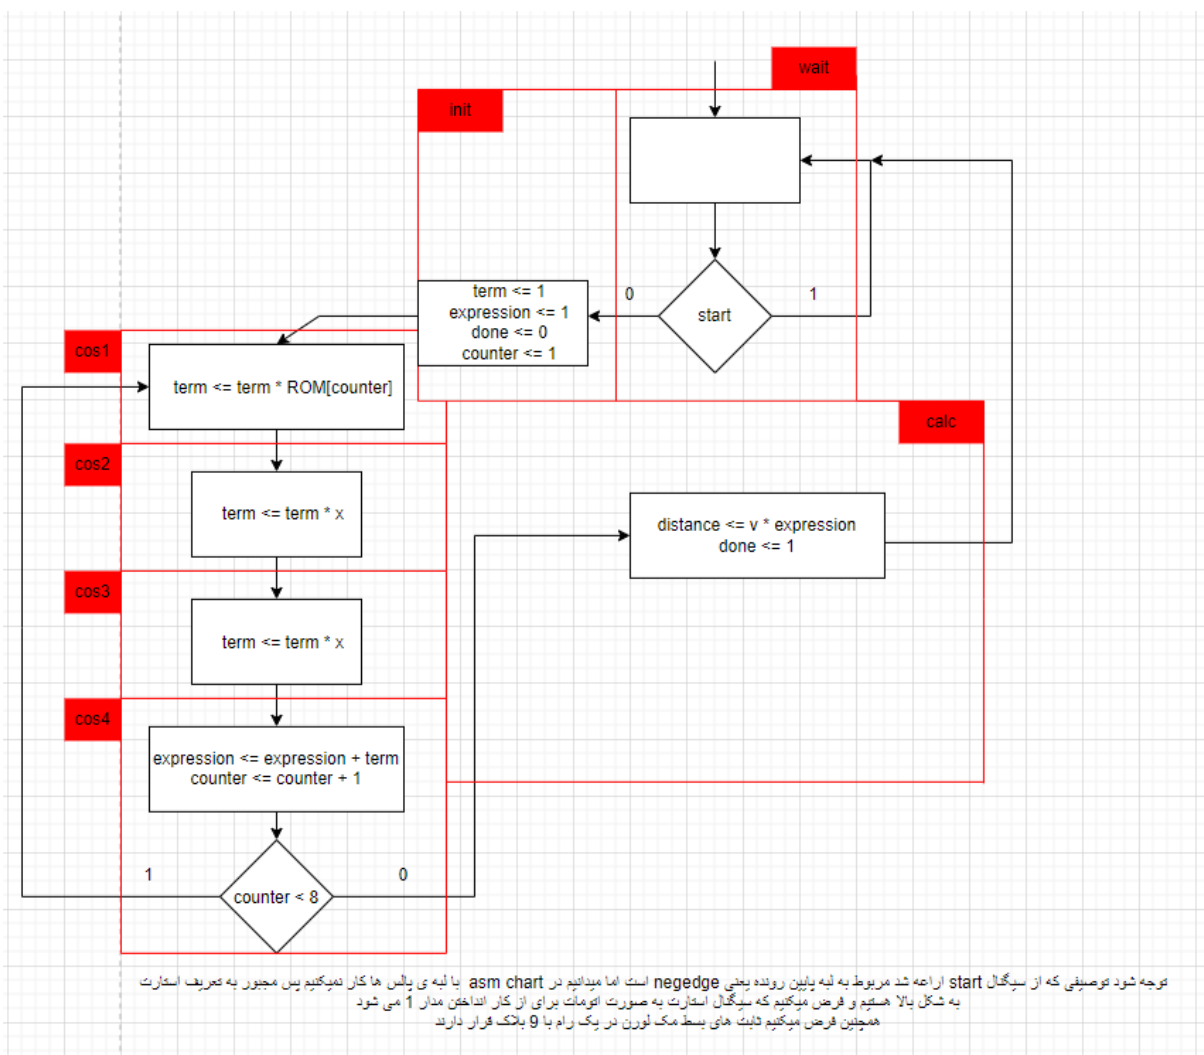 wait
init
term <= 1
expression <= 1
done <= 0
counter <= 1
0
start
1
cos1
term <= term * ROM[counter]
calc
cos2
term <= term * x
distance <= v * expression
done <= 1
cos3
term <= term * x
cos4
expression <= expression + term
counter <= counter + 1
1
0
counter < 8
توجه شود توصیفی که از سیگنال start اراعه شد مربوط به لبه پایین رونده یعنی negedge است اما میدانیم در asm chart با لبه ی پالس ها کار نمیکنیم پس مجبور به تعریف استارت
به شکل بالا هستیم و فرض میکنیم که سیگنال استارت به صورت اتومات برای از کار انداختن مدار 1 می شود
همچنین فرض میکنیم ثابت های بسط مک لورن در یک رام با 9 بلاک قرار دارند